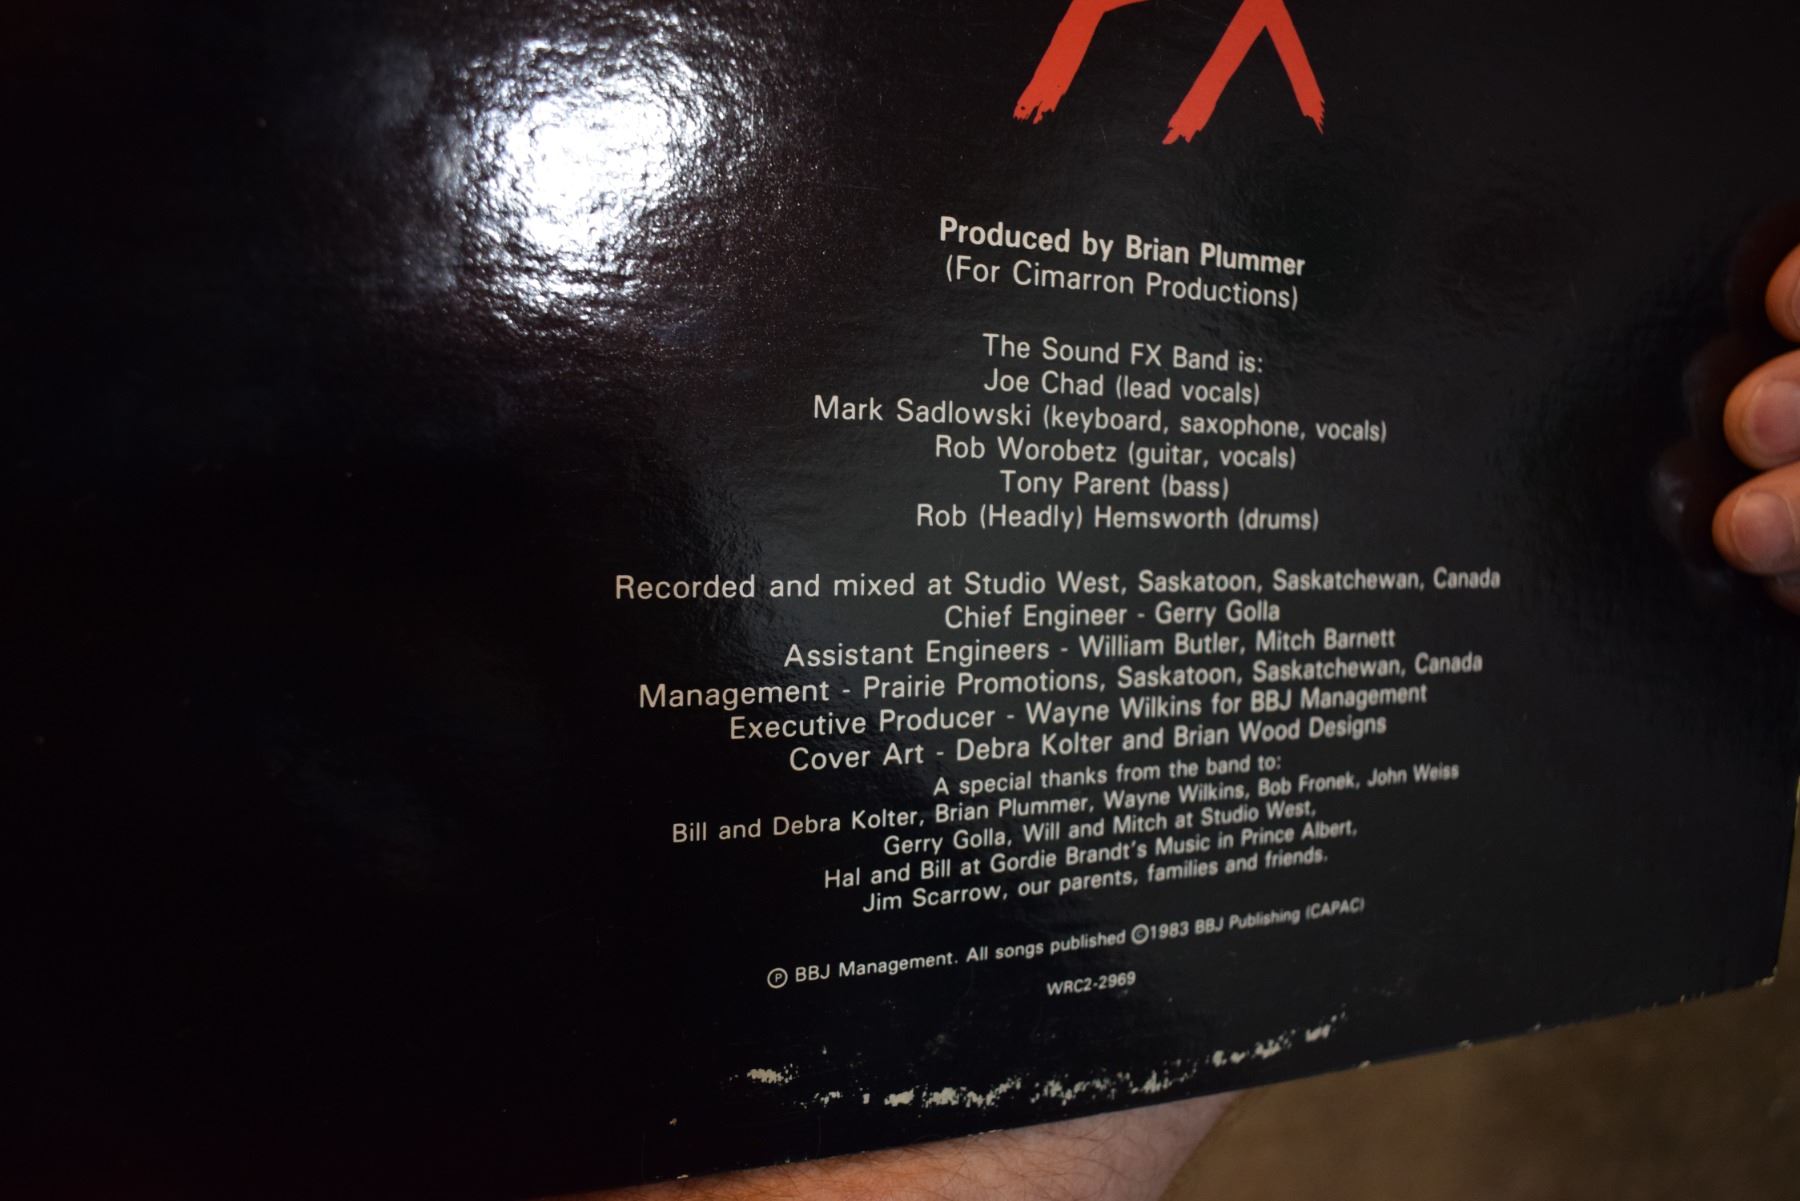 FX
Produced by Brian Plummer
(For Cimarron Productions)
The Sound FX Band is:
Joe Chad (lead vocals)
Mark Sadlowski (keyboard, saxophone, vocals)
Rob Worobetz (guitar, vocals)
Tony Parent (bass)
Rob (Headly) Hemsworth (drums)
Recorded and mixed at Studio West, Saskatoon, Saskatchewan, Canada
Chief Engineer - Gerry Golla
Assistant Engineers - William Butler, Mitch Barnett
Management - Prairie Promotions, Saskatoon, Saskatchewan, Canada
Executive Producer - Wayne Wilkins for BBJ Management
Cover Art - Debra Kolter and Brian Wood Designs
A special thanks from the band to:
Bill and Debra Kolter, Brian Plummer, Wayne Wilkins, Bob Fronek, John Weiss
Gerry Golla, Will and Mitch at Studio West,
Hal and Bill at Gordie Brandt's Music in Prince Albert,
Jim Scarrow, our parents, families and friends.
℗ BBJ Management. All songs published ©1983 BBJ Publishing (CAPAC)
WRC2-2969